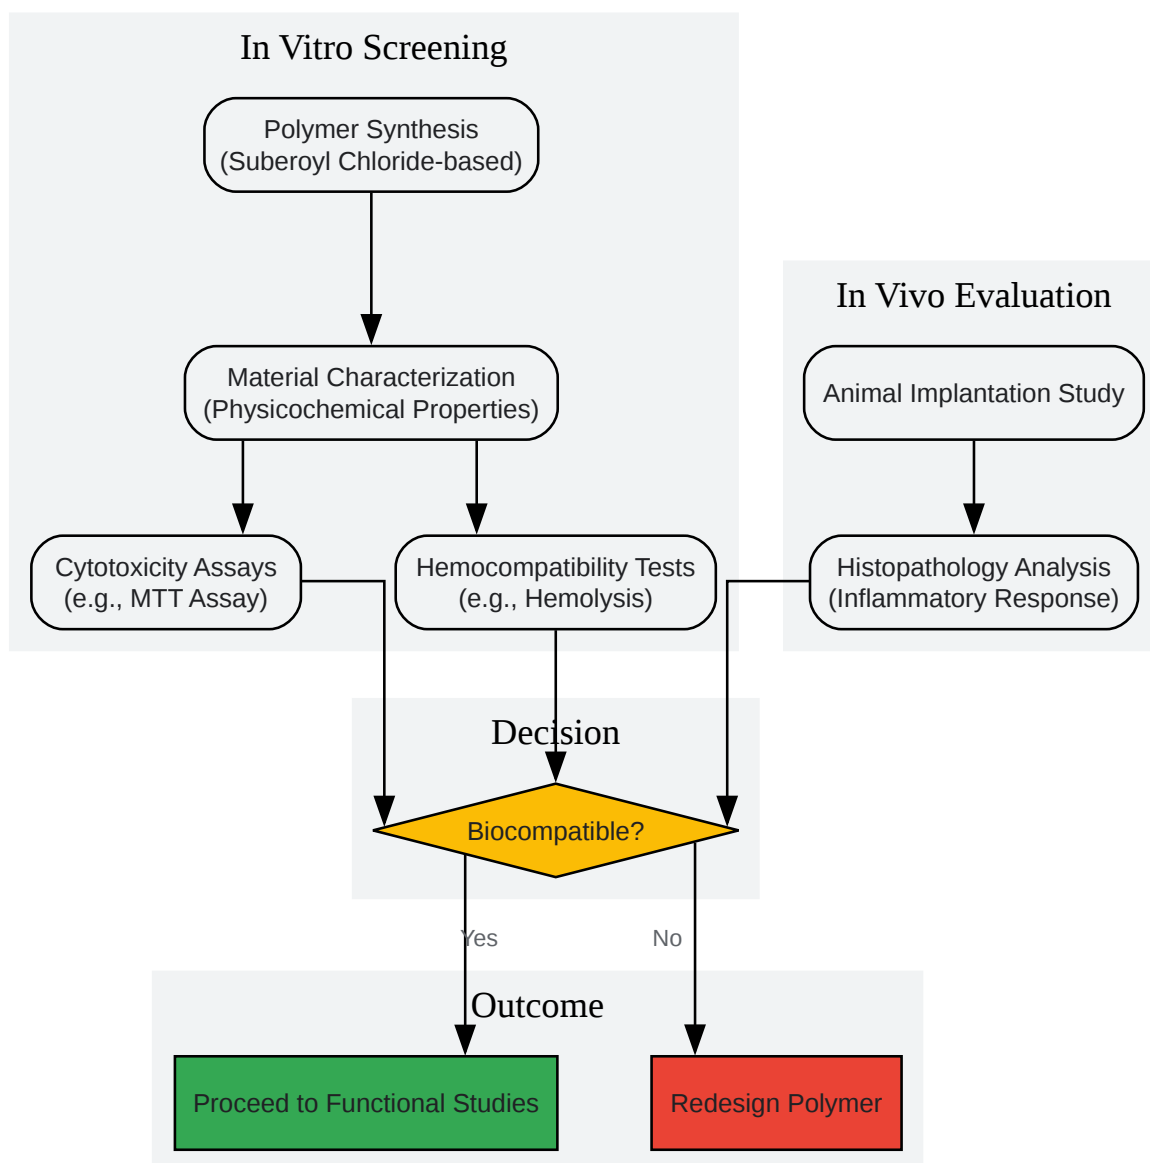 In Vitro Screening
Polymer Synthesis
(Suberoyl Chloride-based)
In Vivo Evaluation
Material Characterization
(Physicochemical Properties)
Animal Implantation Study
Cytotoxicity Assays
(e.g., MTT Assay)
Hemocompatibility Tests
(e.g., Hemolysis)
Histopathology Analysis
(Inflammatory Response)
Decision
Biocompatible?
Yes
No
Outcome
Proceed to Functional Studies
Redesign Polymer